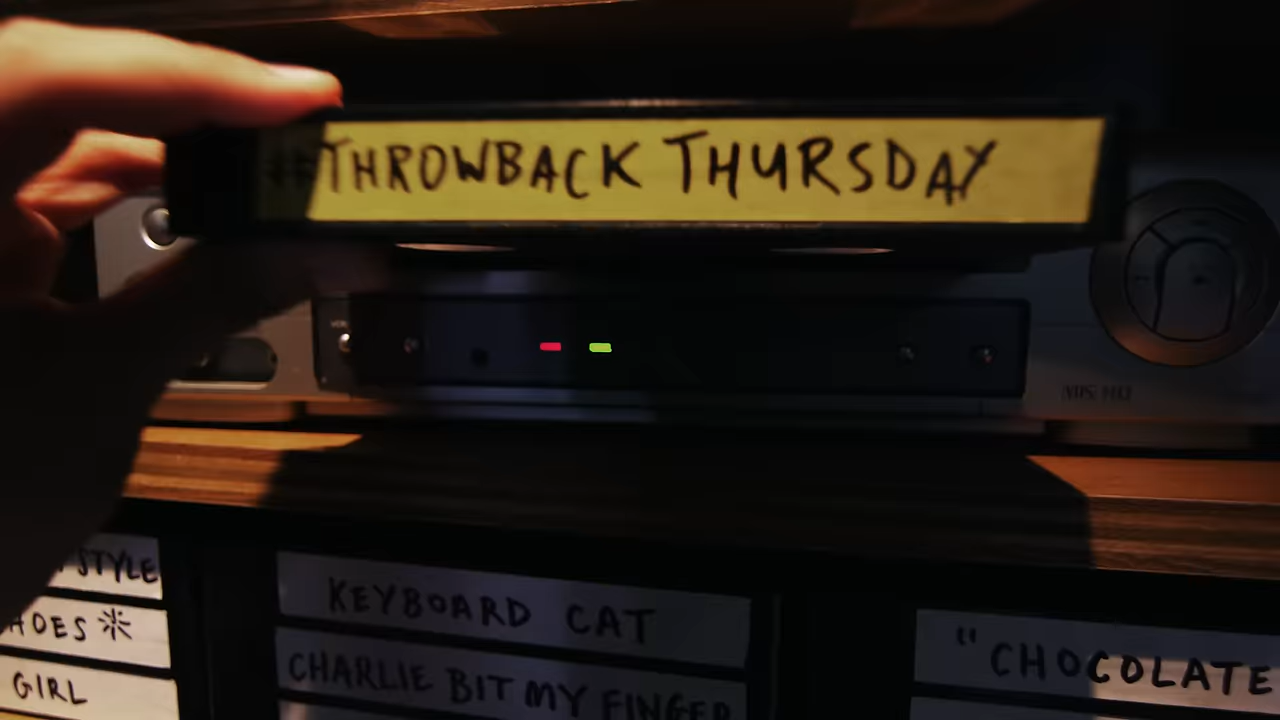 #THROWBACK THURSDAY
STYLE
KEYBOARD CAT
HOES
"CHOCOLATE
GIRL
CHARLIE BIT MY FINGER